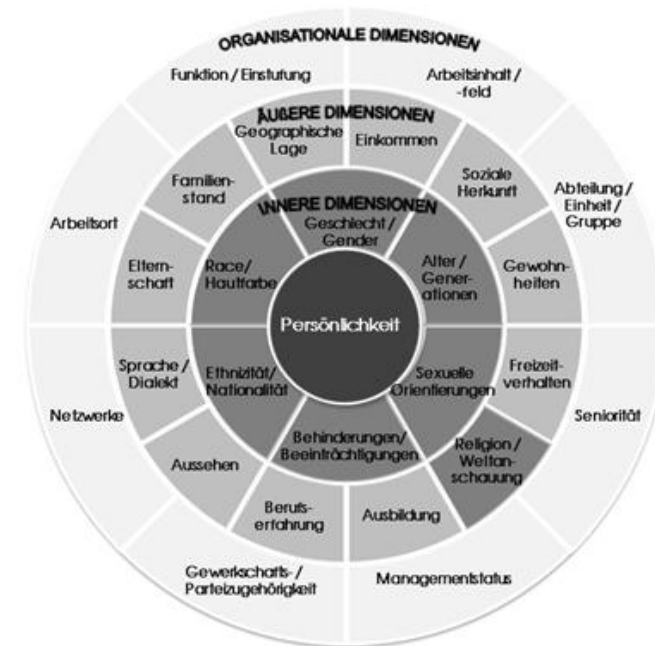 ORGANISATIONALE DIMENSIONEN
Funktion / Einstufung
Arbeitsinhalt /
-feld
Abteilung /
Einheit /
Gruppe
Seniorität
Managementstatus
Gewerkschafts- /
Parteizugehörigkeit
Netzwerke
Arbeitsort
ÄUßERE DIMENSIONEN
Geographische
Lage
Einkommen
Soziale
Herkunft
Gewohn-
heiten
Freizeit-
verhalten
Religion /
Weltan-
schauung
Ausbildung
Berufs-
erfahrung
Aussehen
Sprache /
Dialekt
Eltern-
schaft
Familien-
stand
INNERE DIMENSIONEN
Geschlecht /
Gender
Alter /
Gener-
ationen
Sexuelle
Orientierungen
Behinderungen/
Beeinträchtigungen
Ethnizität/
Nationalität
Race/
Hautfarbe
Persönlichkeit